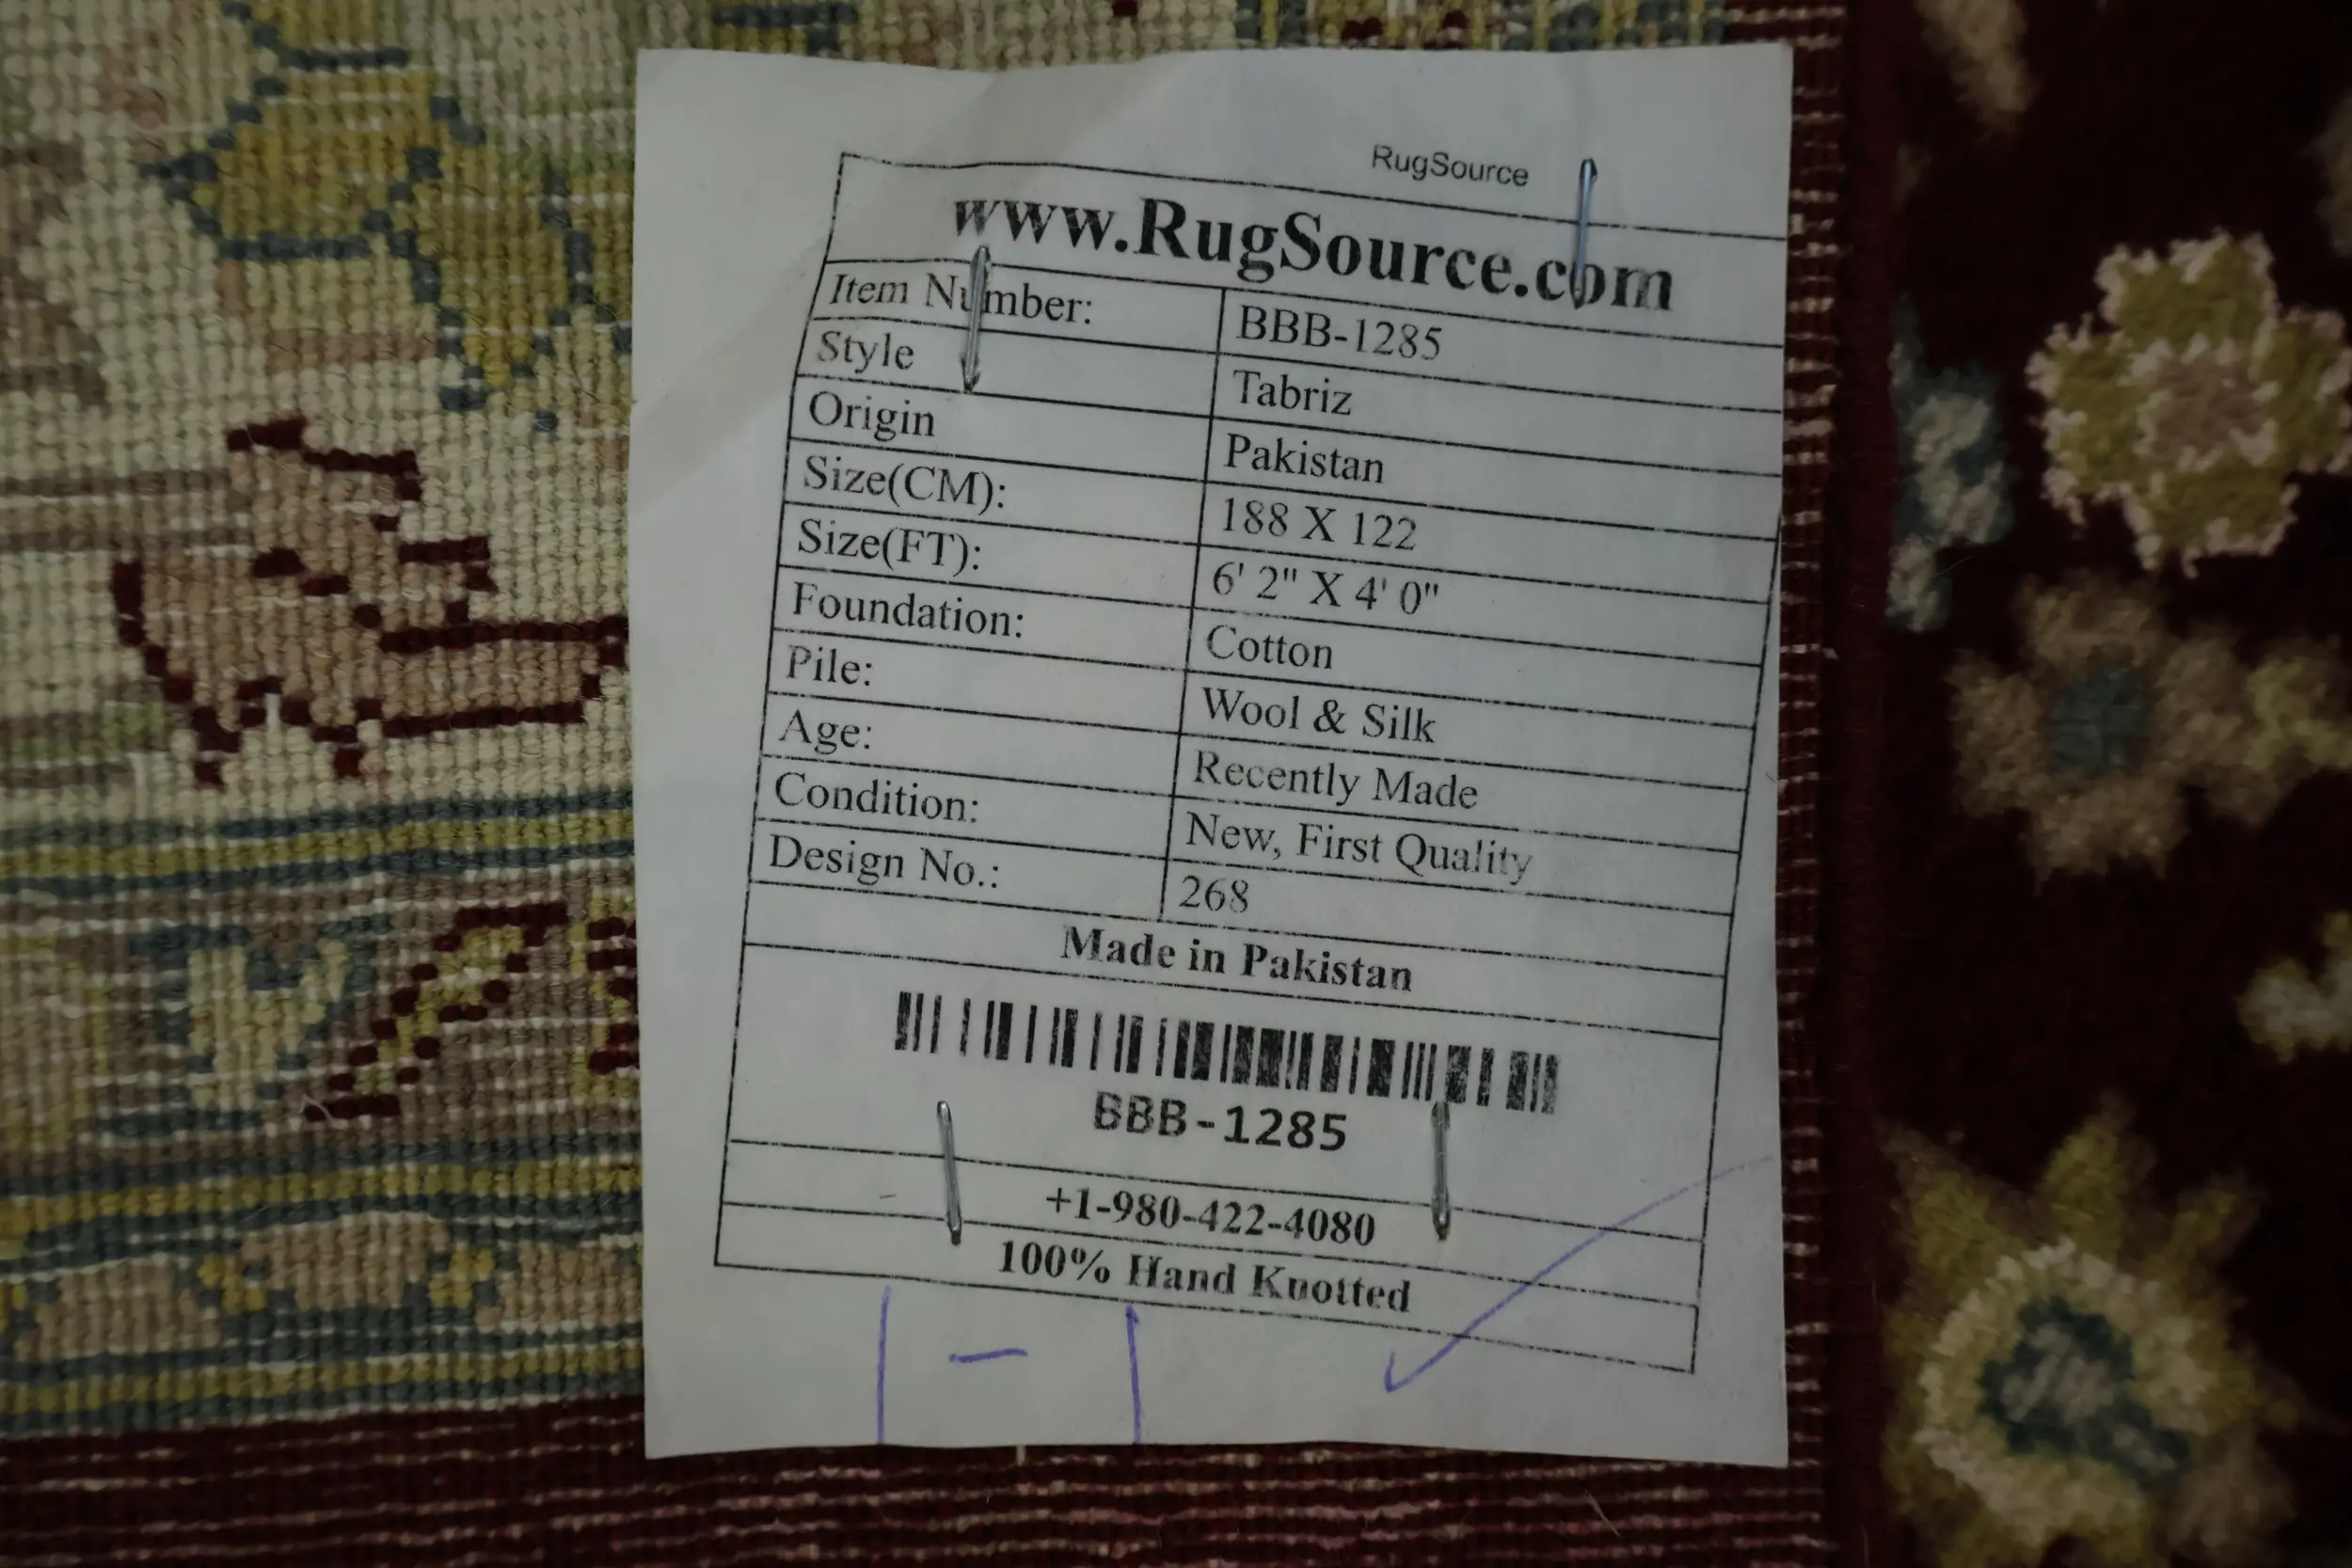 RugSource
www.RugSource.com
Item Number: BBB-1285
Style Tabriz
Origin Pakistan
Size(CM): 188 X 122
Size(FT): 6' 2" X 4' 0"
Foundation: Cotton
Pile: Wool & Silk
Age: Recently Made
Condition: New, First Quality
Design No.: 268
Made in Pakistan
BBB-1285
+1-980-422-4080
100% Hand Knotted
1 - 1